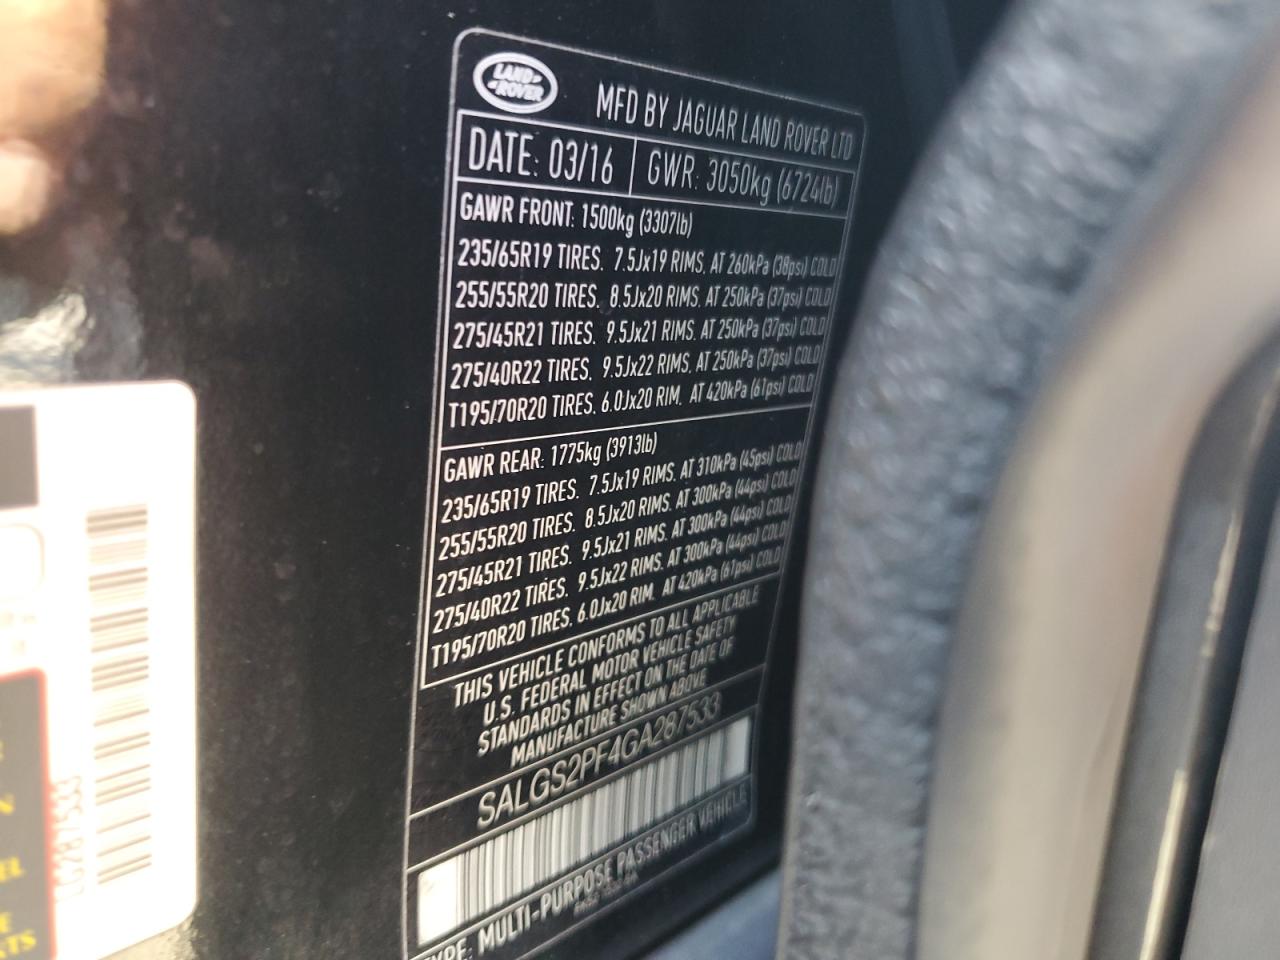 LAND ROVER
MFD BY JAGUAR LAND ROVER LTD
DATE: 03/16 GWR: 3050kg (6724lb)
GAWR FRONT: 1500kg (3307lb)
235/65R19 TIRES. 7.5Jx19 RIMS. AT 260kPa (38psi) COLD
255/55R20 TIRES. 8.5Jx20 RIMS. AT 250kPa (37psi) COLD
275/45R21 TIRES. 9.5Jx21 RIMS. AT 250kPa (37psi) COLD
275/40R22 TIRES. 9.5Jx22 RIMS. AT 250kPa (37psi) COLD
T195/70R20 TIRES. 6.0Jx20 RIM. AT 420kPa (61psi) COLD
GAWR REAR: 1775kg (3913lb)
235/65R19 TIRES. 7.5Jx19 RIMS. AT 310kPa (45psi) COLD
255/55R20 TIRES. 8.5Jx20 RIMS. AT 300kPa (44psi) COLD
275/45R21 TIRES. 9.5Jx21 RIMS. AT 300kPa (44psi) COLD
275/40R22 TIRES. 9.5Jx22 RIMS. AT 300kPa (44psi) COLD
T195/70R20 TIRES. 6.0Jx20 RIM. AT 420kPa (61psi) COLD
THIS VEHICLE CONFORMS TO ALL APPLICABLE
U.S. FEDERAL MOTOR VEHICLE SAFETY
STANDARDS IN EFFECT ON THE DATE OF
MANUFACTURE SHOWN ABOVE
SALGS2PF4GA287533
TYPE: MULTI-PURPOSE PASSENGER VEHICLE
LG287533